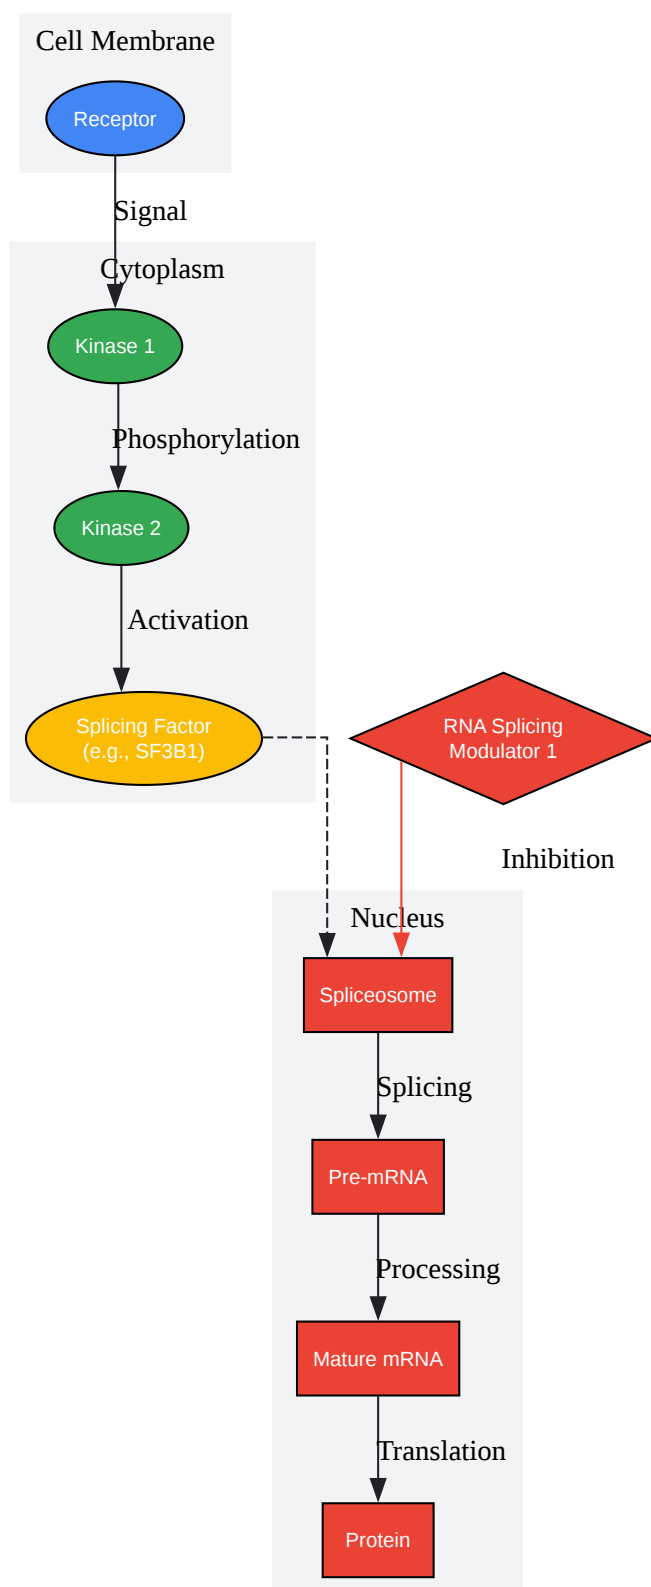 Cell Membrane
Receptor
Signal
Cytoplasm
Kinase 1
Phosphorylation
Kinase 2
Activation
Splicing Factor
(e.g., SF3B1)
RNA Splicing
Modulator 1
Inhibition
Nucleus
Spliceosome
Splicing
Pre-mRNA
Processing
Mature mRNA
Translation
Protein